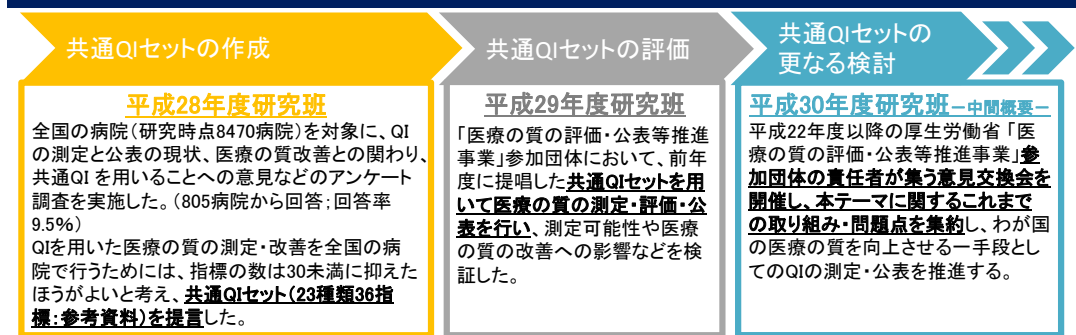 共通QIセットの作成
平成28年度研究班
全国の病院(研究時点8470病院)を対象に、QI
の測定と公表の現状、医療の質改善との関わり、
共通QI を用いることへの意見などのアンケート
調査を実施した。(805病院から回答;回答率
9.5%)
QIを用いた医療の質の測定・改善を全国の病
院で行うためには、指標の数は30未満に抑えた
ほうがよいと考え、共通QIセット(23種類36指
標:参考資料)を提言した。
共通QIセットの評価
平成29年度研究班
「医療の質の評価・公表等推進
事業」参加団体において、前年
度に提唱した共通QIセットを用
いて医療の質の測定・評価・公
表を行い、測定可能性や医療
の質の改善への影響などを検
証した。
共通QIセットの
更なる検討
平成30年度研究班-中間概要-
平成22年度以降の厚生労働省「医
療の質の評価・公表等推進事業」参
加団体の責任者が集う意見交換会を
開催し、本テーマに関するこれまで
の取り組み・問題点を集約し、わが国
の医療の質を向上させる一手段とし
てのQIの測定・公表を推進する。